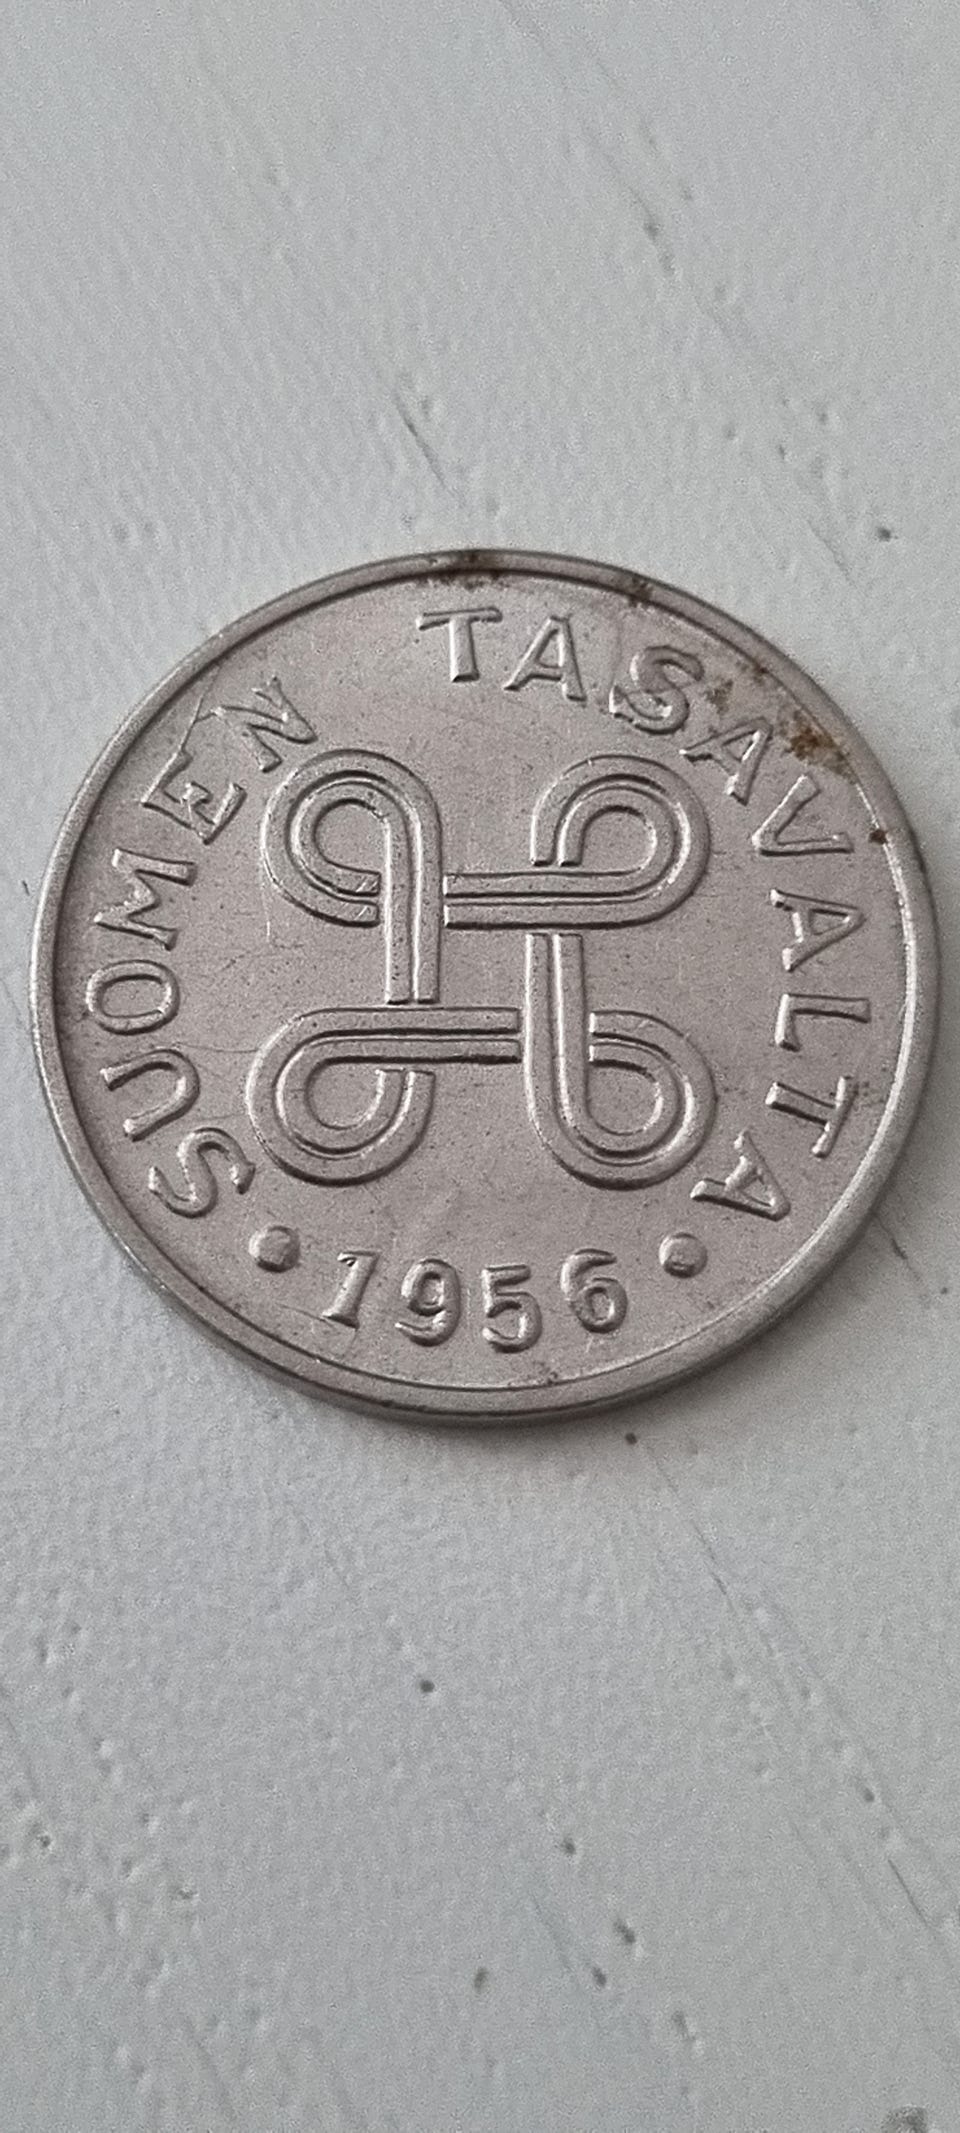 SUOMEN TASAVALTA
• 1956 •